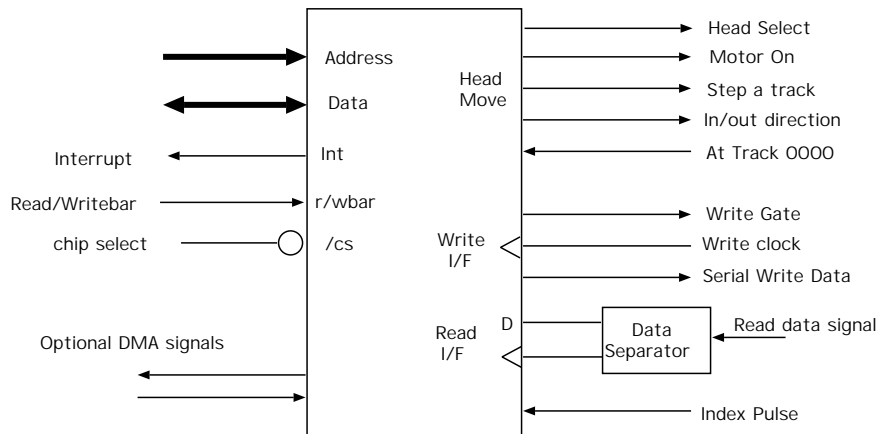 Address
Data
Interrupt
Int
Read/Writebar
r/wbar
chip select
/cs
Optional DMA signals
Head
Move
Head Select
Motor On
Step a track
In/out direction
At Track 0000
Write
I/F
Write Gate
Write clock
Serial Write Data
Read
I/F
D
Data
Separator
Read data signal
Index Pulse